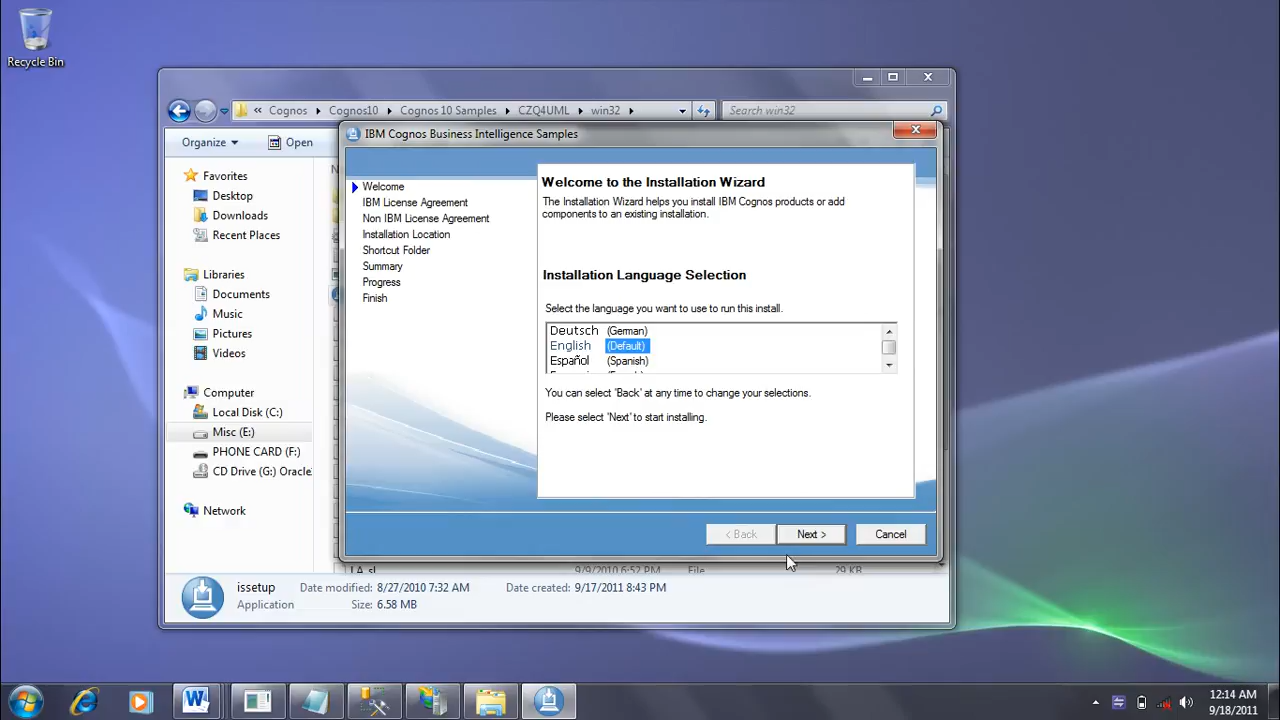 Recycle Bin
« Cognos ▸ Cognos10 ▸ Cognos 10 Samples ▸ CZQ4UML ▸ win32 ▸
Search win32
Organize
Open
IBM Cognos Business Intelligence Samples
Favorites
Desktop
Downloads
Recent Places
Libraries
Documents
Music
Pictures
Videos
Computer
Local Disk (C:)
Misc (E:)
PHONE CARD (F:)
CD Drive (G:) Oracle
Network
Welcome
IBM License Agreement
Non IBM License Agreement
Installation Location
Shortcut Folder
Summary
Progress
Finish
Welcome to the Installation Wizard
The Installation Wizard helps you install IBM Cognos products or add
components to an existing installation.
Installation Language Selection
Select the language you want to use to run this install.
Deutsch (German)
English (Default)
Español (Spanish)
You can select 'Back' at any time to change your selections.
Please select 'Next' to start installing.
< Back
Next >
Cancel
LA_sl 9/9/2010 6:52 PM File 29 KB
issetup Date modified: 8/27/2010 7:32 AM Date created: 9/17/2011 8:43 PM
Application Size: 6.58 MB
12:14 AM
9/18/2011